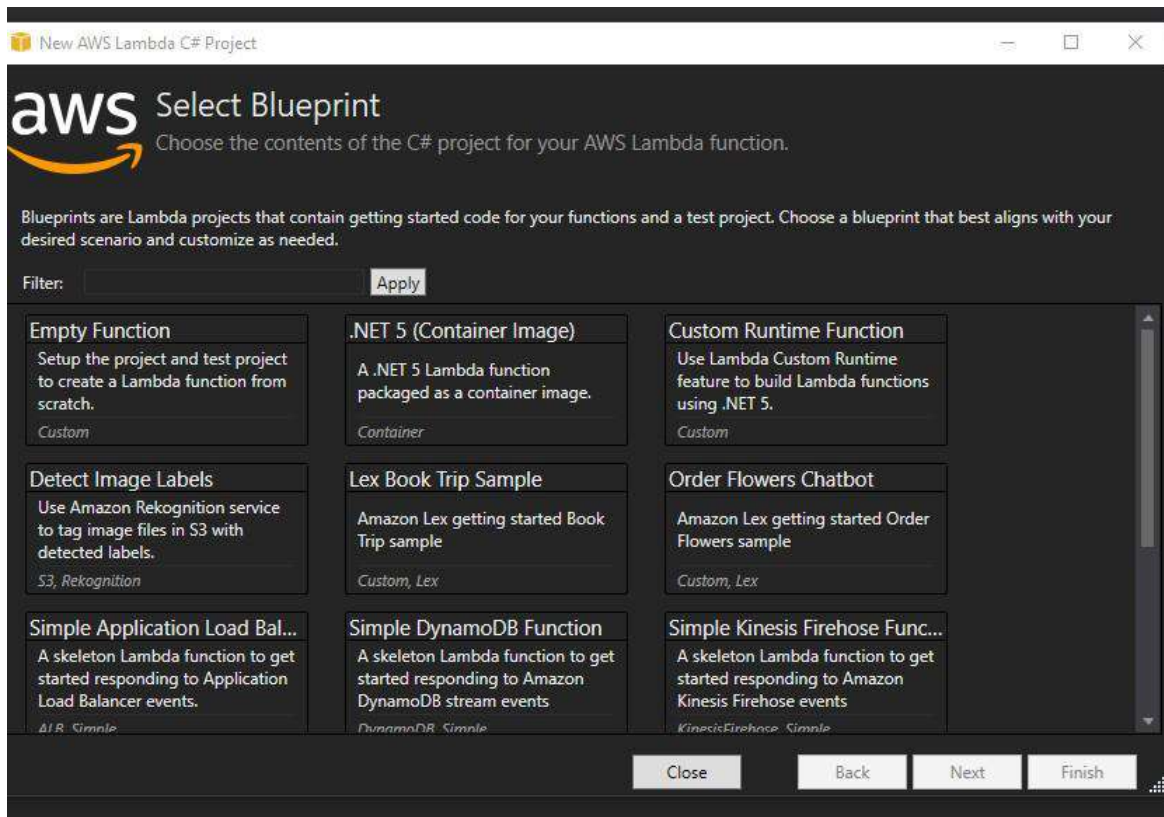 New AWS Lambda C# Project
aws
Select Blueprint
Choose the contents of the C# project for your AWS Lambda function.
Blueprints are Lambda projects that contain getting started code for your functions and a test project. Choose a blueprint that best aligns with your
desired scenario and customize as needed.
Filter:
Apply
Empty Function
Setup the project and test project
to create a Lambda function from
scratch.
Custom
.NET 5 (Container Image)
A .NET 5 Lambda function
packaged as a container image.
Container
Custom Runtime Function
Use Lambda Custom Runtime
feature to build Lambda functions
using .NET 5.
Custom
Detect Image Labels
Use Amazon Rekognition service
to tag image files in S3 with
detected labels.
S3, Rekognition
Lex Book Trip Sample
Amazon Lex getting started Book
Trip sample
Custom, Lex
Order Flowers Chatbot
Amazon Lex getting started Order
Flowers sample
Custom, Lex
Simple Application Load Bal...
A skeleton Lambda function to get
started responding to Application
Load Balancer events.
ALB, Simple
Simple DynamoDB Function
A skeleton Lambda function to get
started responding to Amazon
DynamoDB stream events
DynamoDB, Simple
Simple Kinesis Firehose Func...
A skeleton Lambda function to get
started responding to Amazon
Kinesis Firehose events
KinesisFirehose, Simple
Close
Back
Next
Finish